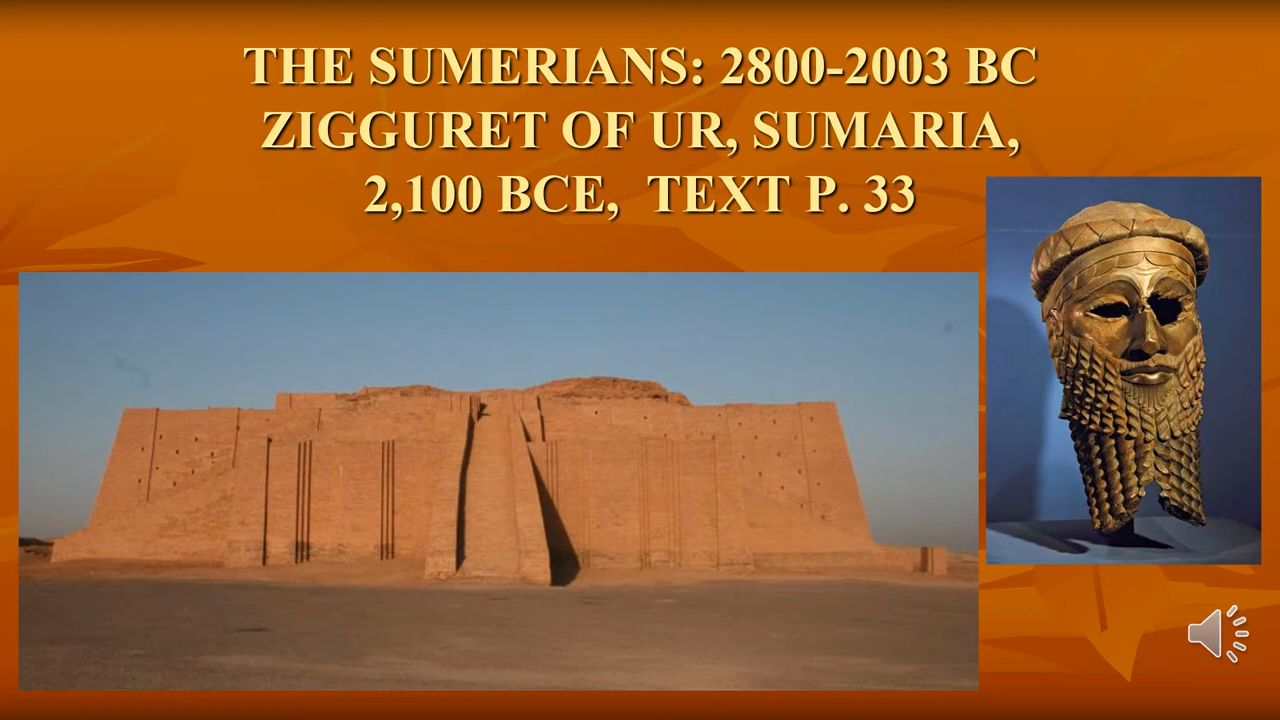 THE SUMERIANS: 2800-2003 BC
ZIGGURET OF UR, SUMARIA,
2,100 BCE, TEXT P. 33